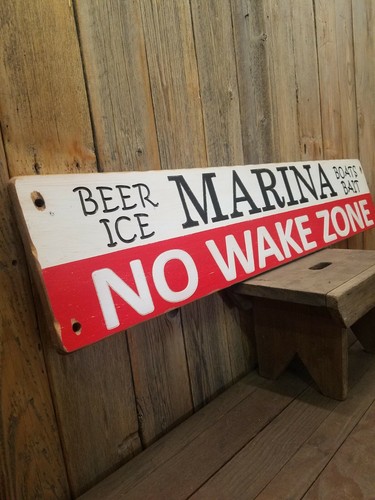 BEER MARINA BOATS
ICE BAIT
NO WAKE ZONE